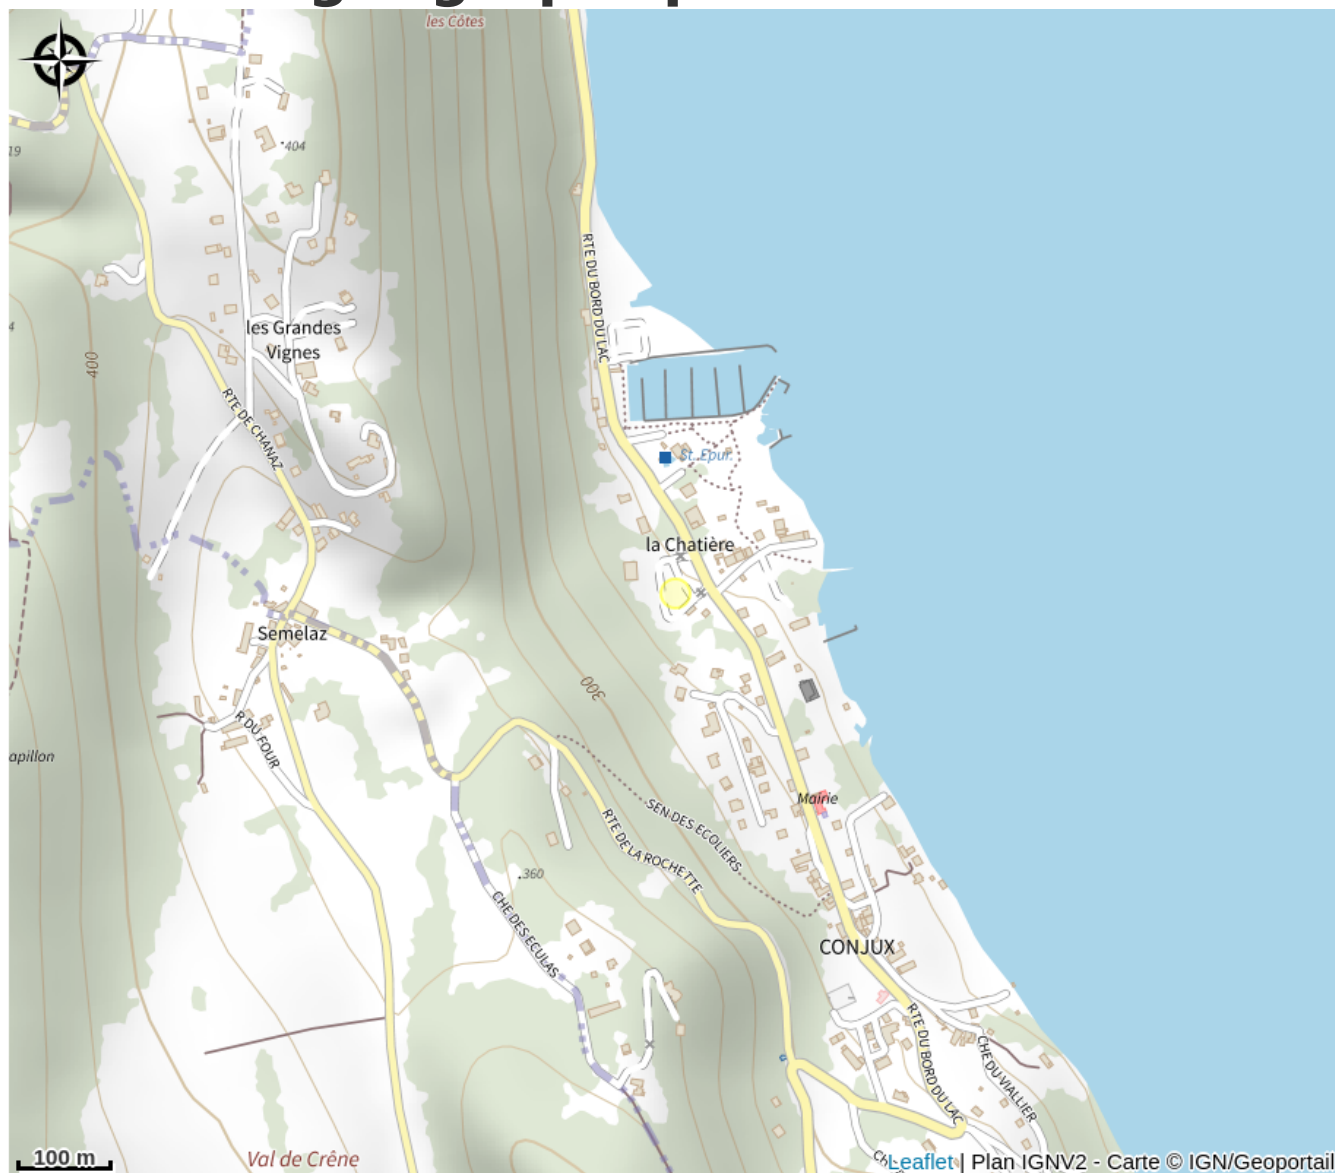 les Côtes
404
19
RTE DU BORD DU LAC
4
les Grandes
Vignes
400
RTE DE CHANAZ
St. Epur.
la Chatière
Semelaz
300
R DU FOUR
apillon
Mairie
SEN DES ECOLIERS
RTE DE LA ROCHETTE
360
CHE DES ECULAS
CONJUX
RTE DU BORD DU LAC
CHE DU VIALLIER
100 m
Val de Crêne
Leaflet | Plan IGNV2 - Carte © IGN/Geoportail